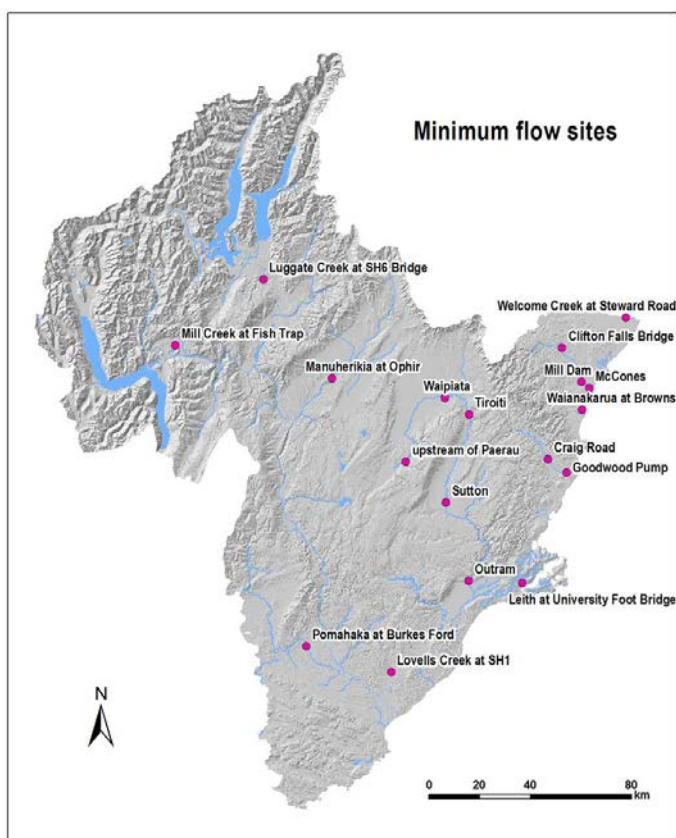 Minimum flow sites
Luggate Creek at SH6 Bridge
Welcome Creek at Steward Road
Mill Creek at Fish Trap
Clifton Falls Bridge
Manuherikia at Ophir
Mill Dam
McCones
Waipiata
Waianakarua at Browns
Tiroiti
upstream of Paerau
Craig Road
Goodwood Pump
Sutton
Outram
Leith at University Foot Bridge
Pomahaka at Burkes Ford
Lovells Creek at SH1
N
0 20 40 80
km